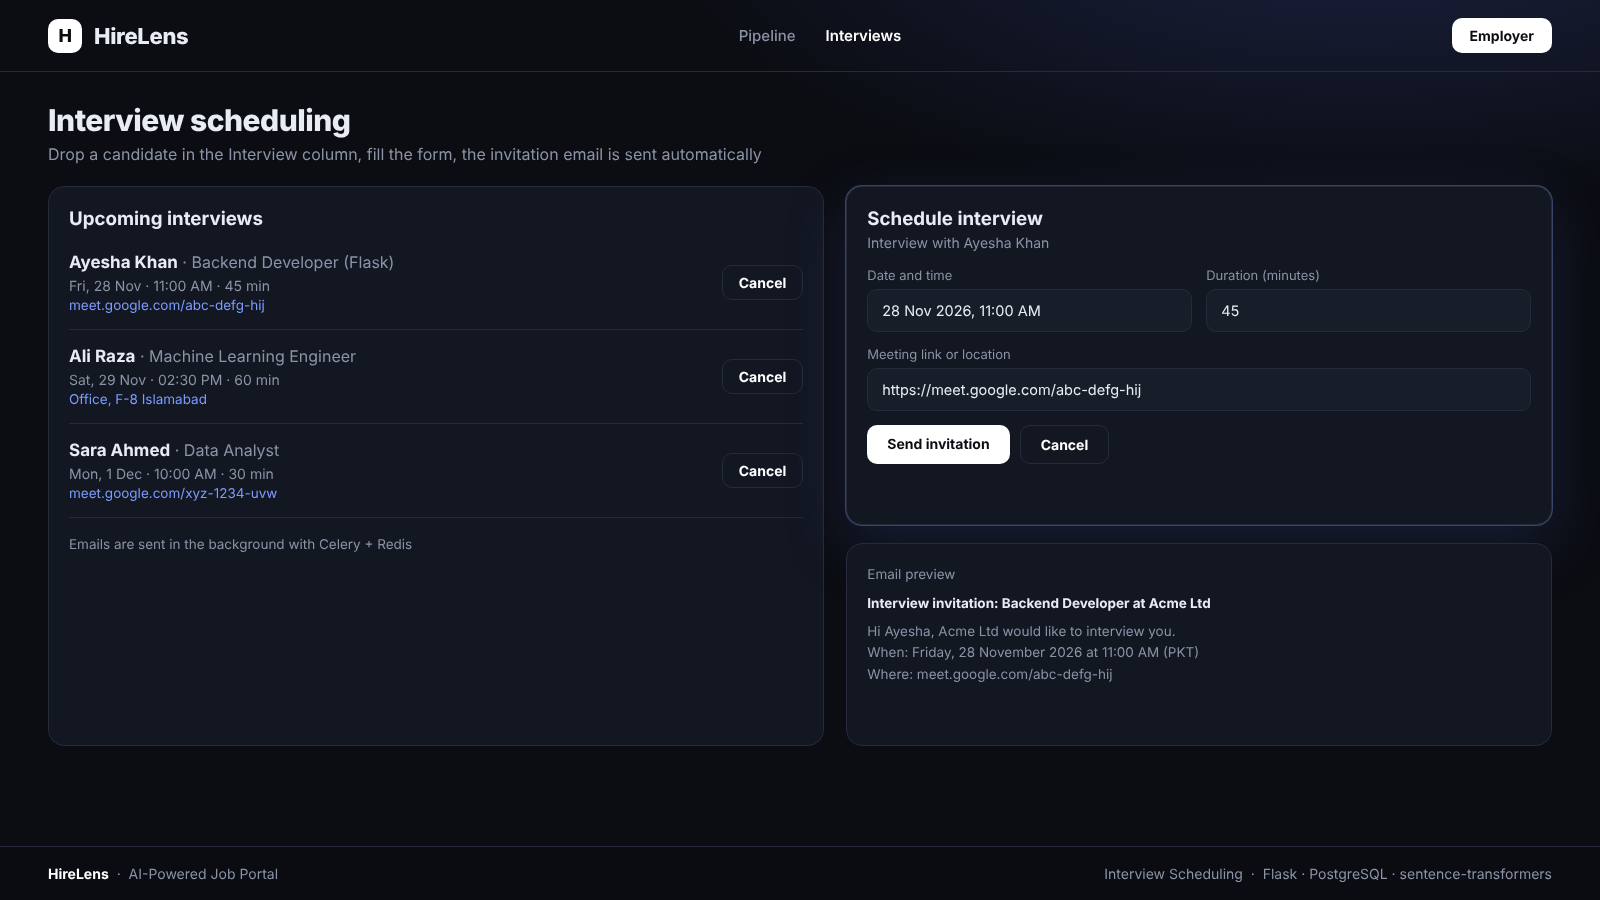 H HireLens
Pipeline Interviews
Employer
Interview scheduling
Drop a candidate in the Interview column, fill the form, the invitation email is sent automatically
Upcoming interviews
Ayesha Khan · Backend Developer (Flask)
Fri, 28 Nov · 11:00 AM · 45 min
meet.google.com/abc-defg-hij
Cancel
Ali Raza · Machine Learning Engineer
Sat, 29 Nov · 02:30 PM · 60 min
Office, F-8 Islamabad
Cancel
Sara Ahmed · Data Analyst
Mon, 1 Dec · 10:00 AM · 30 min
meet.google.com/xyz-1234-uvw
Cancel
Emails are sent in the background with Celery + Redis
Schedule interview
Interview with Ayesha Khan
Date and time
28 Nov 2026, 11:00 AM
Duration (minutes)
45
Meeting link or location
https://meet.google.com/abc-defg-hij
Send invitation
Cancel
Email preview
Interview invitation: Backend Developer at Acme Ltd
Hi Ayesha, Acme Ltd would like to interview you.
When: Friday, 28 November 2026 at 11:00 AM (PKT)
Where: meet.google.com/abc-defg-hij
HireLens · AI-Powered Job Portal
Interview Scheduling · Flask · PostgreSQL · sentence-transformers